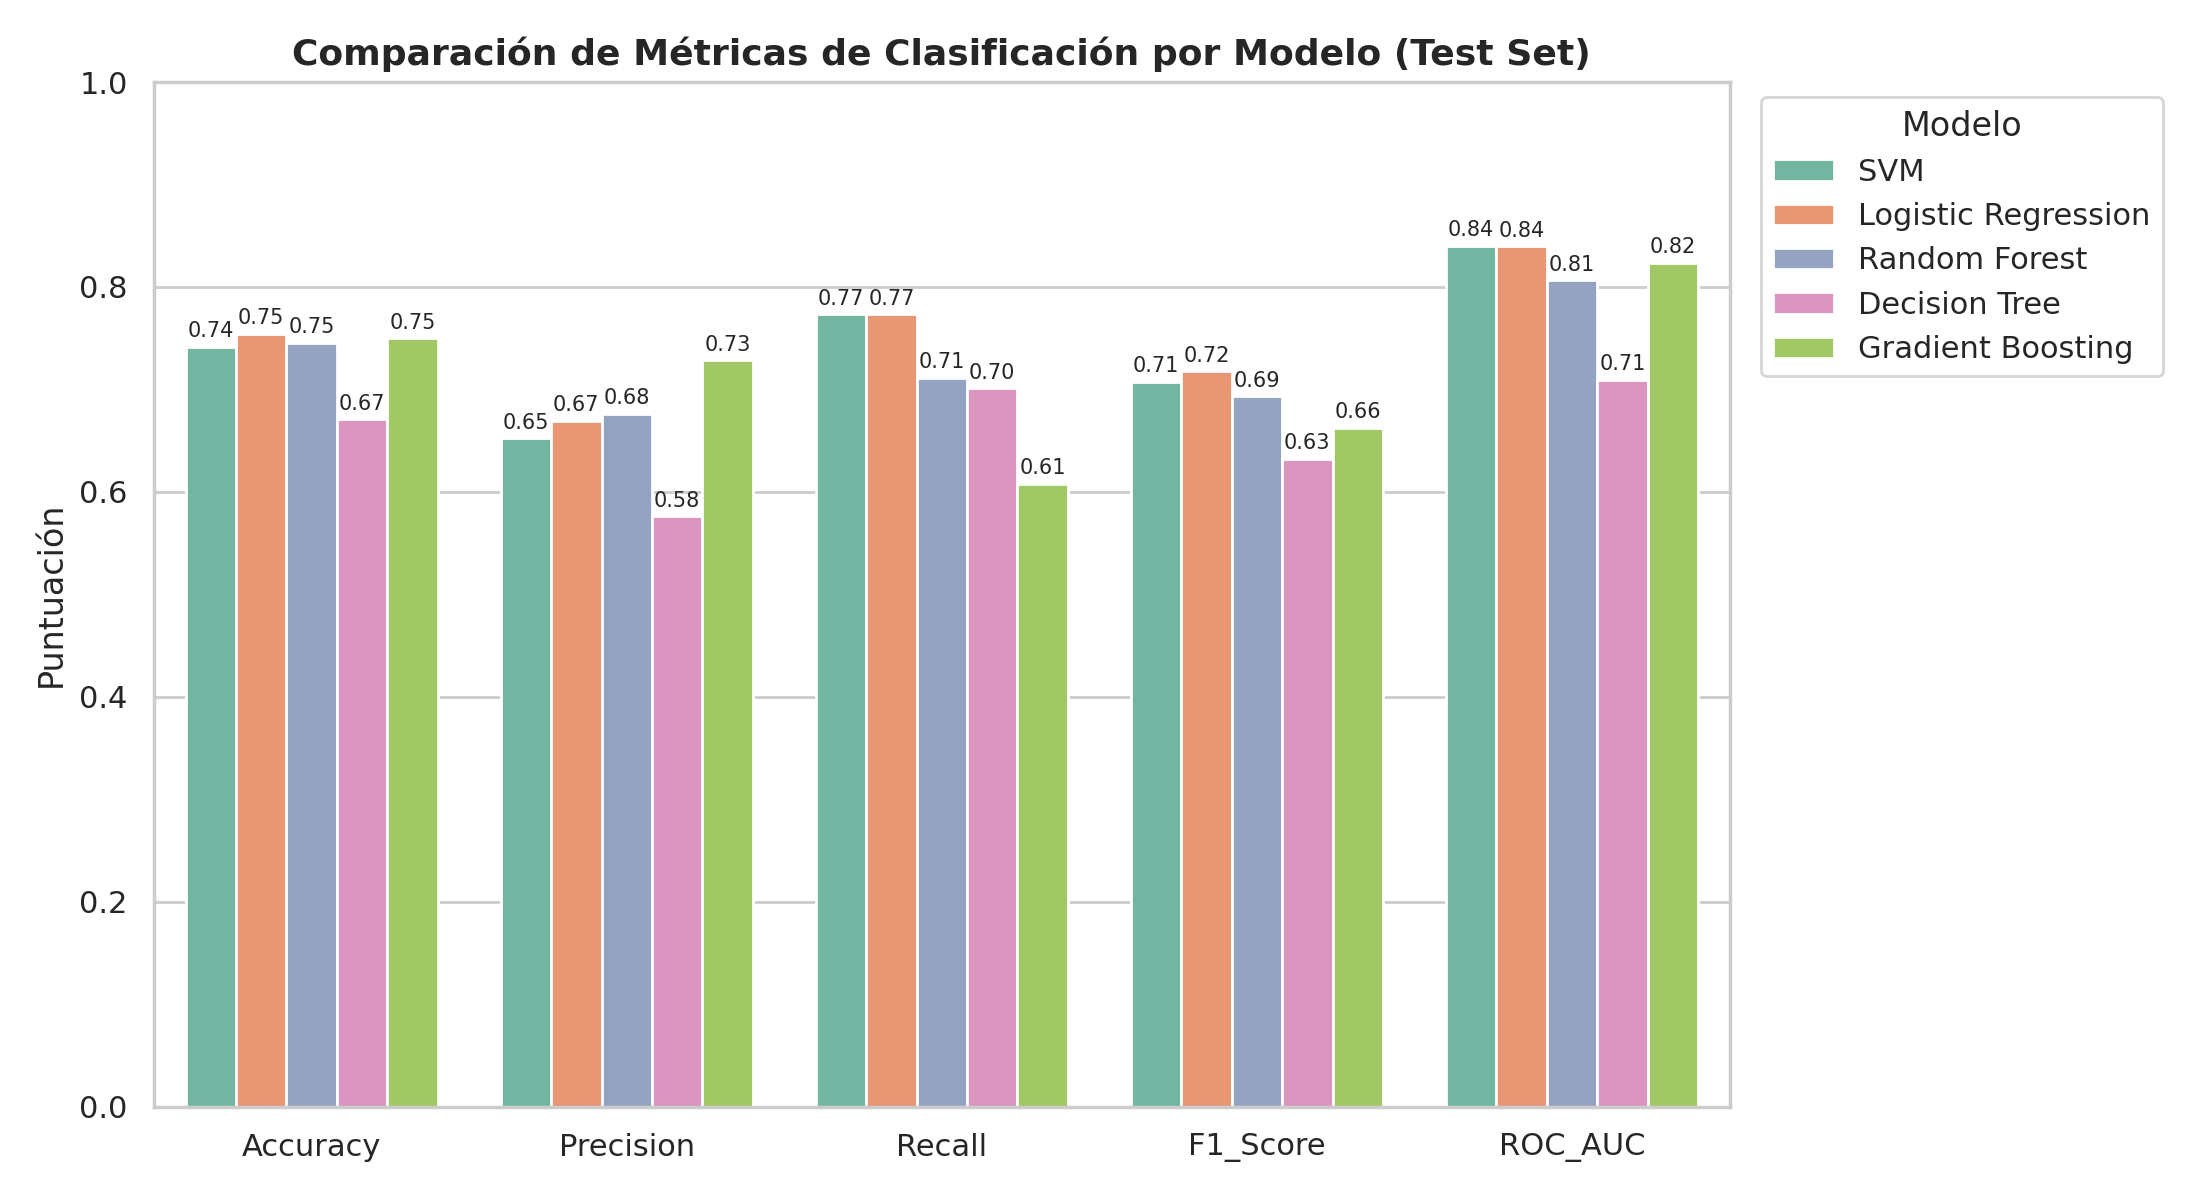 Comparación de Métricas de Clasificación por Modelo (Test Set)
Puntuación
1.0
0.8
0.6
0.4
0.2
0.0
0.74 0.75 0.75 0.67 0.75
0.65 0.67 0.68 0.58 0.73
0.77 0.77 0.71 0.70 0.61
0.71 0.72 0.69 0.63 0.66
0.84 0.84 0.81 0.71 0.82
Accuracy Precision Recall F1_Score ROC_AUC
Modelo
SVM
Logistic Regression
Random Forest
Decision Tree
Gradient Boosting